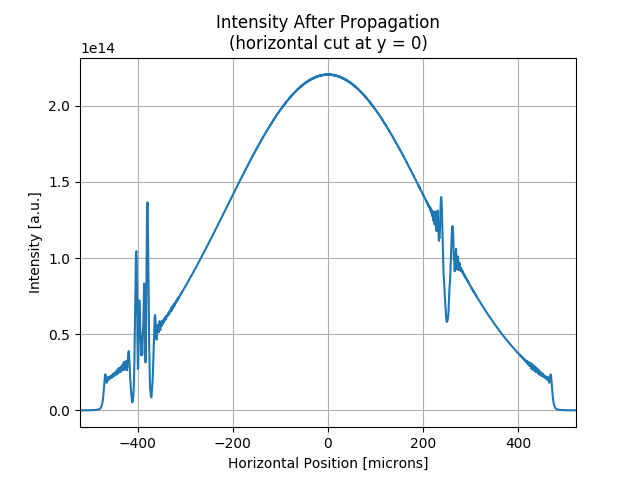 Intensity After Propagation
(horizontal cut at y = 0)
1e14
2.0
1.5
1.0
0.5
0.0
Intensity [a.u.]
−400 −200 0 200 400
Horizontal Position [microns]